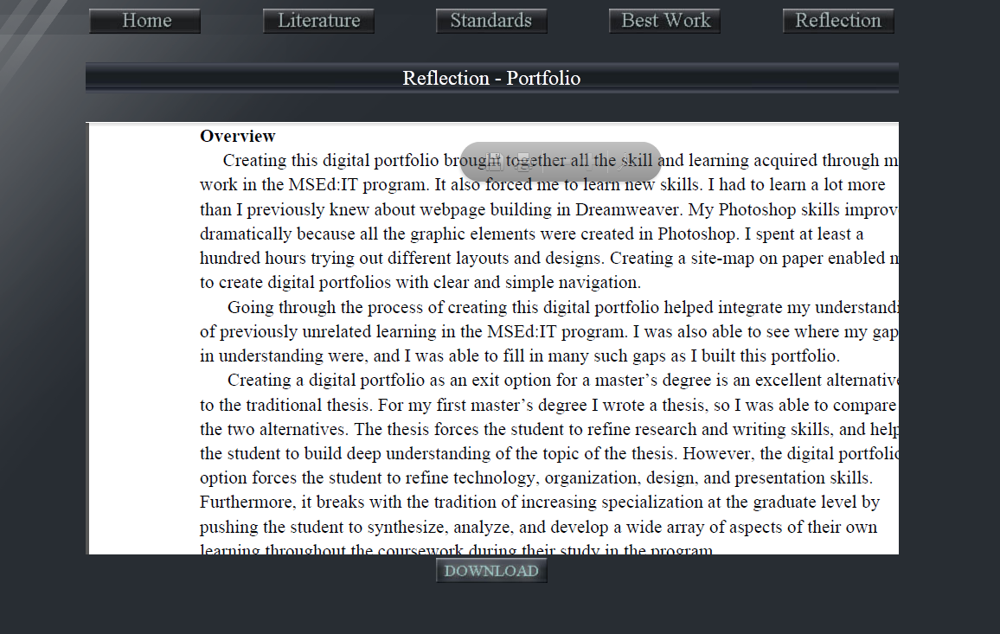 Home Literature Standards Best Work Reflection
Reflection - Portfolio
Overview
Creating this digital portfolio brought together all the skill and learning acquired through m
work in the MSEd:IT program. It also forced me to learn new skills. I had to learn a lot more
than I previously knew about webpage building in Dreamweaver. My Photoshop skills improv
dramatically because all the graphic elements were created in Photoshop. I spent at least a
hundred hours trying out different layouts and designs. Creating a site-map on paper enabled m
to create digital portfolios with clear and simple navigation.
Going through the process of creating this digital portfolio helped integrate my understandi
of previously unrelated learning in the MSEd:IT program. I was also able to see where my gap
in understanding were, and I was able to fill in many such gaps as I built this portfolio.
Creating a digital portfolio as an exit option for a master’s degree is an excellent alternative
to the traditional thesis. For my first master’s degree I wrote a thesis, so I was able to compare
the two alternatives. The thesis forces the student to refine research and writing skills, and help
the student to build deep understanding of the topic of the thesis. However, the digital portfolio
option forces the student to refine technology, organization, design, and presentation skills.
Furthermore, it breaks with the tradition of increasing specialization at the graduate level by
pushing the student to synthesize, analyze, and develop a wide array of aspects of their own
learning throughout the coursework during their study in the program.
DOWNLOAD